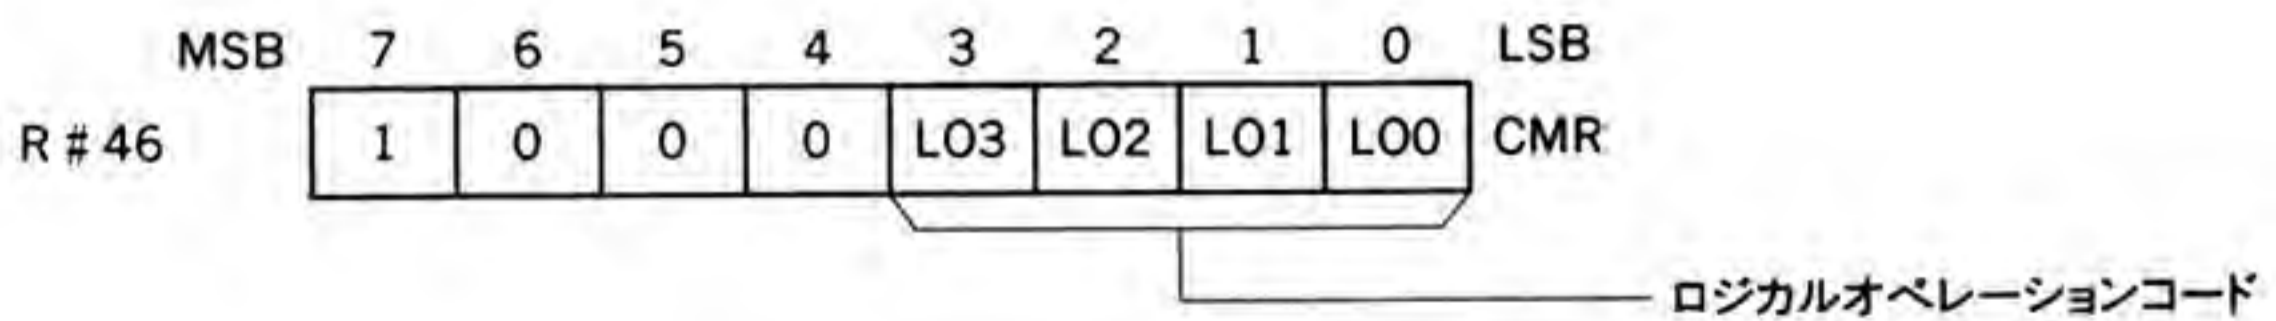 MSB 7 6 5 4 3 2 1 0 LSB
R#46 1 0 0 0 LO3 LO2 LO1 LO0 CMR
ロジカルオペレーションコード